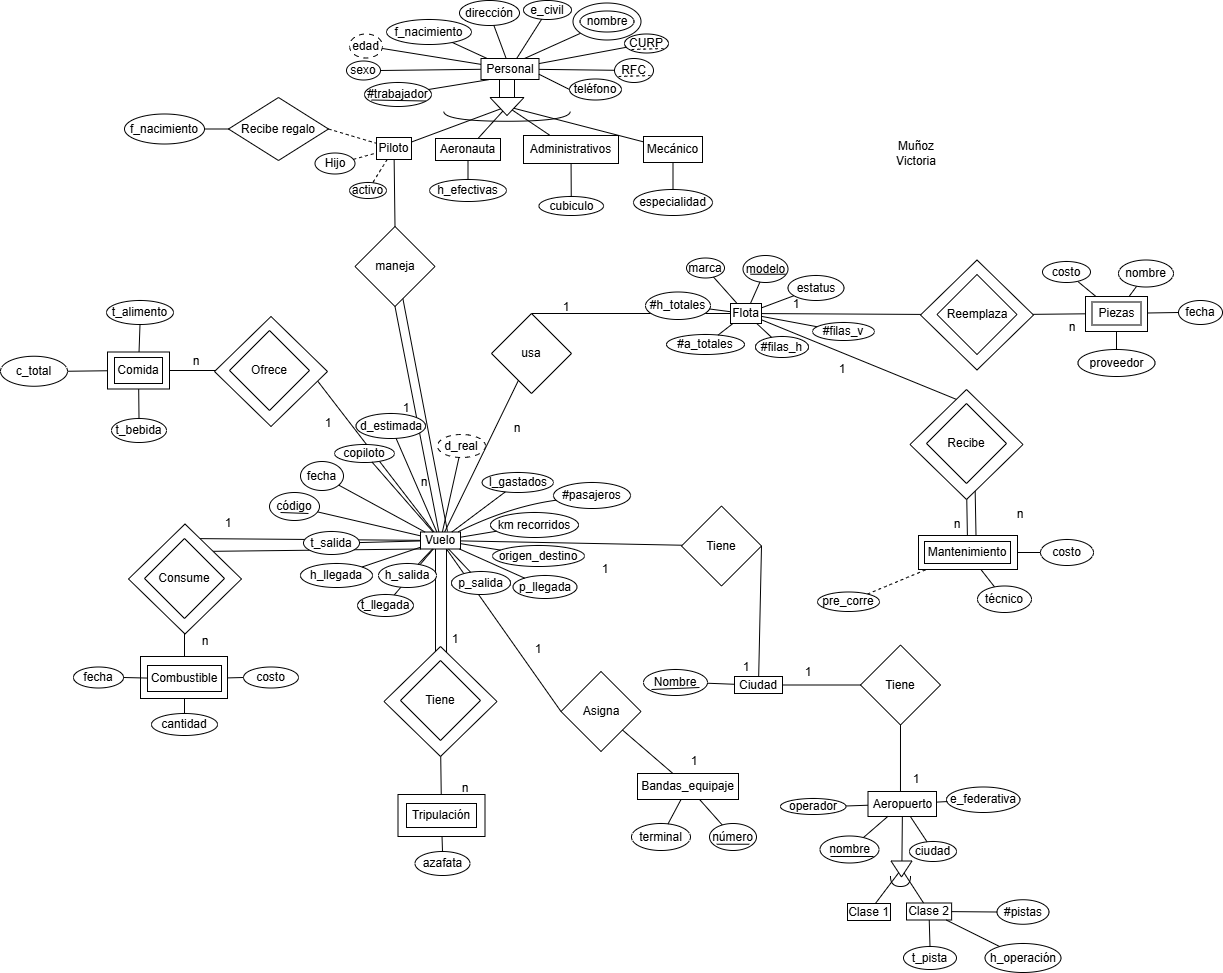 dirección
e_civil
nombre
f_nacimiento
edad
CURP
sexo
Personal
RFC
#trabajador
teléfono
f_nacimiento
Recibe regalo
Piloto
Aeronauta
Administrativos
Mecánico
Muñoz
Victoria
Hijo
activo
h_efectivas
cubiculo
especialidad
maneja
marca
modelo
costo
nombre
estatus
t_alimento
1
#h_totales
Flota
1
Reemplaza
Piezas
fecha
n
#filas_v
#a_totales
#filas_h
usa
proveedor
c_total
Comida
n
Ofrece
1
1
1
d_estimada
n
t_bebida
copiloto
d_real
Recibe
fecha
n
l_gastados
#pasajeros
código
n
n
1
km recorridos
t_salida
Vuelo
Tiene
origen_destino
Mantenimiento
costo
Consume
h_llegada
h_salida
p_salida
p_llegada
1
t_llegada
pre_corre
técnico
n
1
1
fecha
Combustible
costo
Nombre
1
Ciudad
1
Tiene
Tiene
Asigna
cantidad
1
1
n
Bandas_equipaje
operador
Aeropuerto
e_federativa
Tripulación
terminal
número
nombre
ciudad
azafata
Clase 1
Clase 2
#pistas
t_pista
h_operación